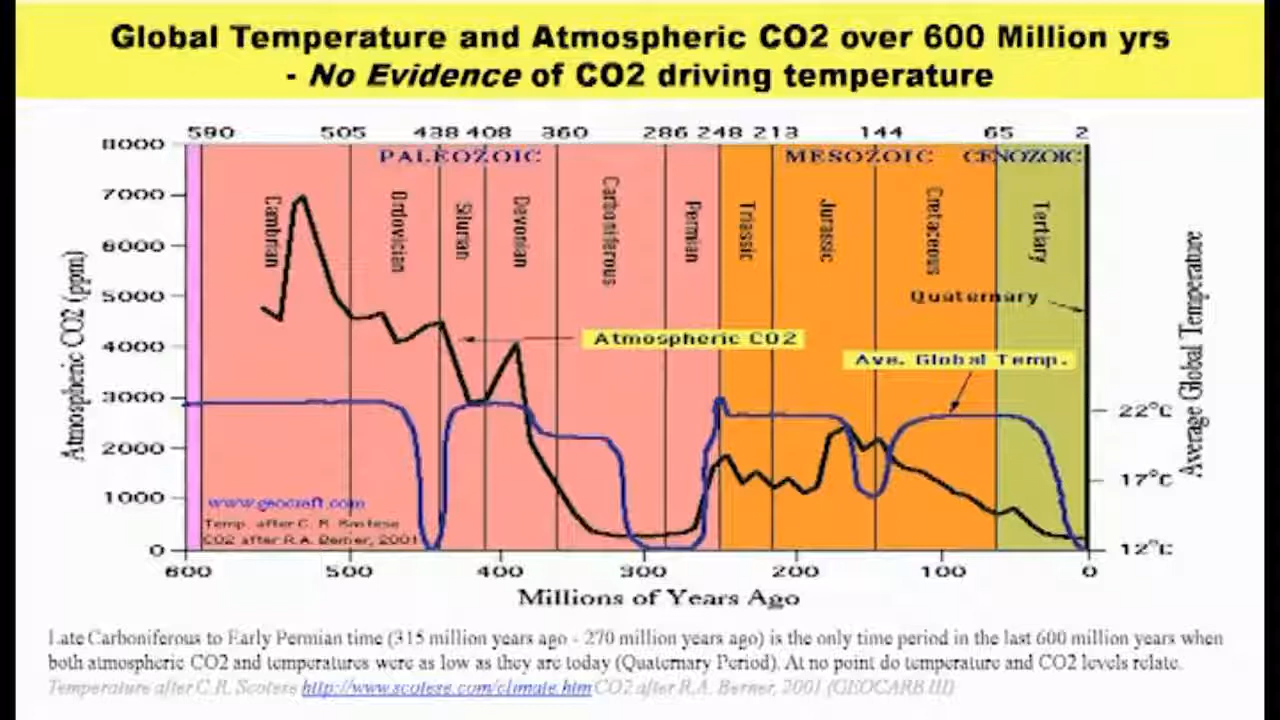 Global Temperature and Atmospheric CO2 over 600 Million yrs
- No Evidence of CO2 driving temperature
590 505 438 408 360 286 248 213 144 65 2
8000
PALEOZOIC MESOZOIC CENOZOIC
7000
Cambrian
Ordovician
Silurian
Devonian
Carboniferous
Permian
Triassic
Jurassic
Cretaceous
Tertiary
6000
5000
Quaternary
4000
Atmospheric CO2
Ave. Global Temp.
3000
22°C
2000
17°C
1000
www.geocraft.com
Temp. after C. R. Scotese
CO2 after R.A. Berner, 2001
0
12°C
Atmospheric CO2 (ppm)
Average Global Temperature
600 500 400 300 200 100 0
Millions of Years Ago
Late Carboniferous to Early Permian time (315 million years ago - 270 million years ago) is the only time period in the last 600 million years when
both atmospheric CO2 and temperatures were as low as they are today (Quaternary Period). At no point do temperature and CO2 levels relate.
Temperature after C.R. Scotese http://www.scotese.com/climate.htm CO2 after R.A. Berner, 2001 (GEOCARB III)